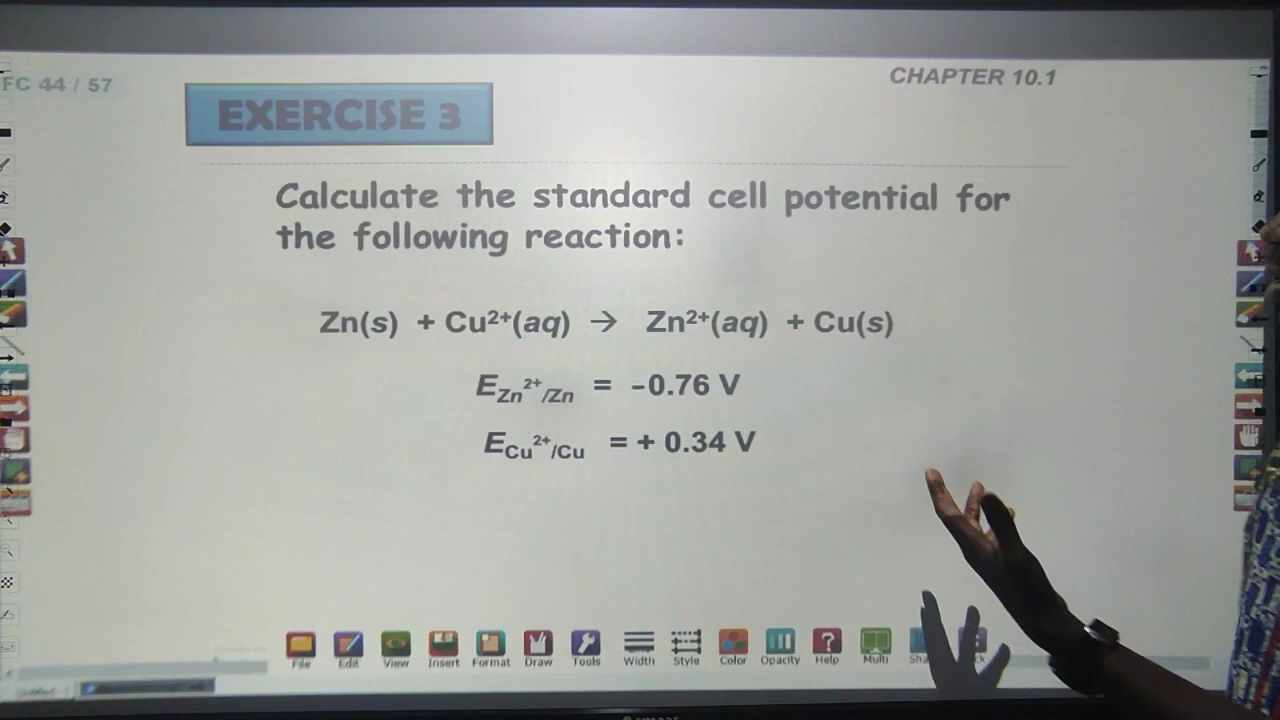 FC 44 / 57
CHAPTER 10.1
EXERCISE 3
Calculate the standard cell potential for
the following reaction:
Zn(s) + Cu²⁺(aq) → Zn²⁺(aq) + Cu(s)
E Zn²⁺/Zn = -0.76 V
E Cu²⁺/Cu = + 0.34 V
File Edit View Insert Format Draw Tools Width Style Color Opacity Help Multi